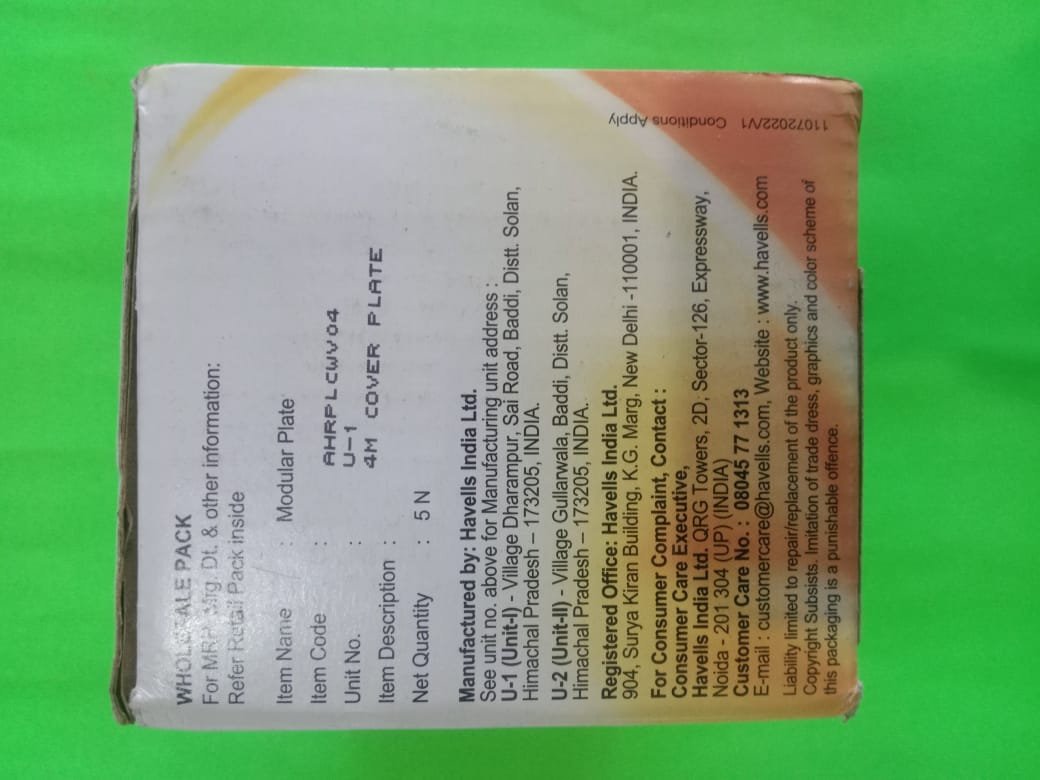 WHOLESALE PACK
For MRP, Mfg. Dt. & other information:
Refer Retail Pack inside
Item Name : Modular Plate
Item Code : AHRPLCWV04
Unit No. : U-1
Item Description : 4M COVER PLATE
Net Quantity : 5 N
Manufactured by: Havells India Ltd.
See unit no. above for Manufacturing unit address :
U-1 (Unit-I) - Village Dharampur, Sai Road, Baddi, Distt. Solan,
Himachal Pradesh – 173205, INDIA.
U-2 (Unit-II) - Village Gullarwala, Baddi, Distt. Solan,
Himachal Pradesh – 173205, INDIA.
Registered Office: Havells India Ltd.
904, Surya Kiran Building, K.G. Marg, New Delhi -110001, INDIA.
For Consumer Complaint, Contact :
Consumer Care Executive,
Havells India Ltd. QRG Towers, 2D, Sector-126, Expressway,
Noida - 201 304 (UP) (INDIA)
Customer Care No. : 08045 77 1313
E-mail : customercare@havells.com, Website : www.havells.com
Liability limited to repair/replacement of the product only.
Copyright Subsists. Imitation of trade dress, graphics and color scheme of
this packaging is a punishable offence.
11072022/V1 Conditions Apply